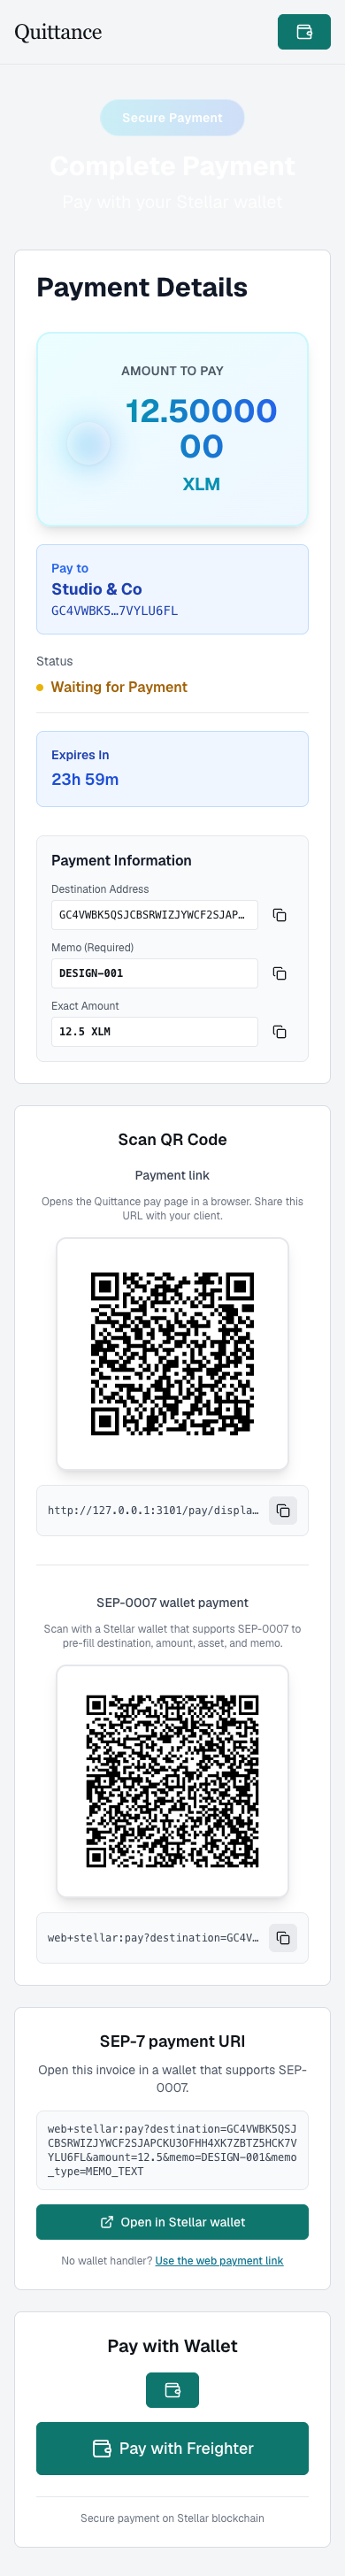 Quittance
Secure Payment
Complete Payment
Pay with your Stellar wallet
Payment Details
AMOUNT TO PAY
12.50000
00
XLM
Pay to
Studio & Co
GC4VWBK5…7VYLU6FL
Status
Waiting for Payment
Expires In
23h 59m
Payment Information
Destination Address
GC4VWBK5QSJCBSRWIZJYWCF2SJAP…
Memo (Required)
DESIGN-001
Exact Amount
12.5 XLM
Scan QR Code
Payment link
Opens the Quittance pay page in a browser. Share this
URL with your client.
http://127.0.0.1:3101/pay/displa…
SEP-0007 wallet payment
Scan with a Stellar wallet that supports SEP-0007 to
pre-fill destination, amount, asset, and memo.
web+stellar:pay?destination=GC4V…
SEP-7 payment URI
Open this invoice in a wallet that supports SEP-
0007.
web+stellar:pay?destination=GC4VWBK5QSJ
CBSRWIZJYWCF2SJAPCKU3OFHH4XK7ZBTZ5HCK7V
YLU6FL&amount=12.5&memo=DESIGN-001&memo
_type=MEMO_TEXT
Open in Stellar wallet
No wallet handler? Use the web payment link
Pay with Wallet
Pay with Freighter
Secure payment on Stellar blockchain